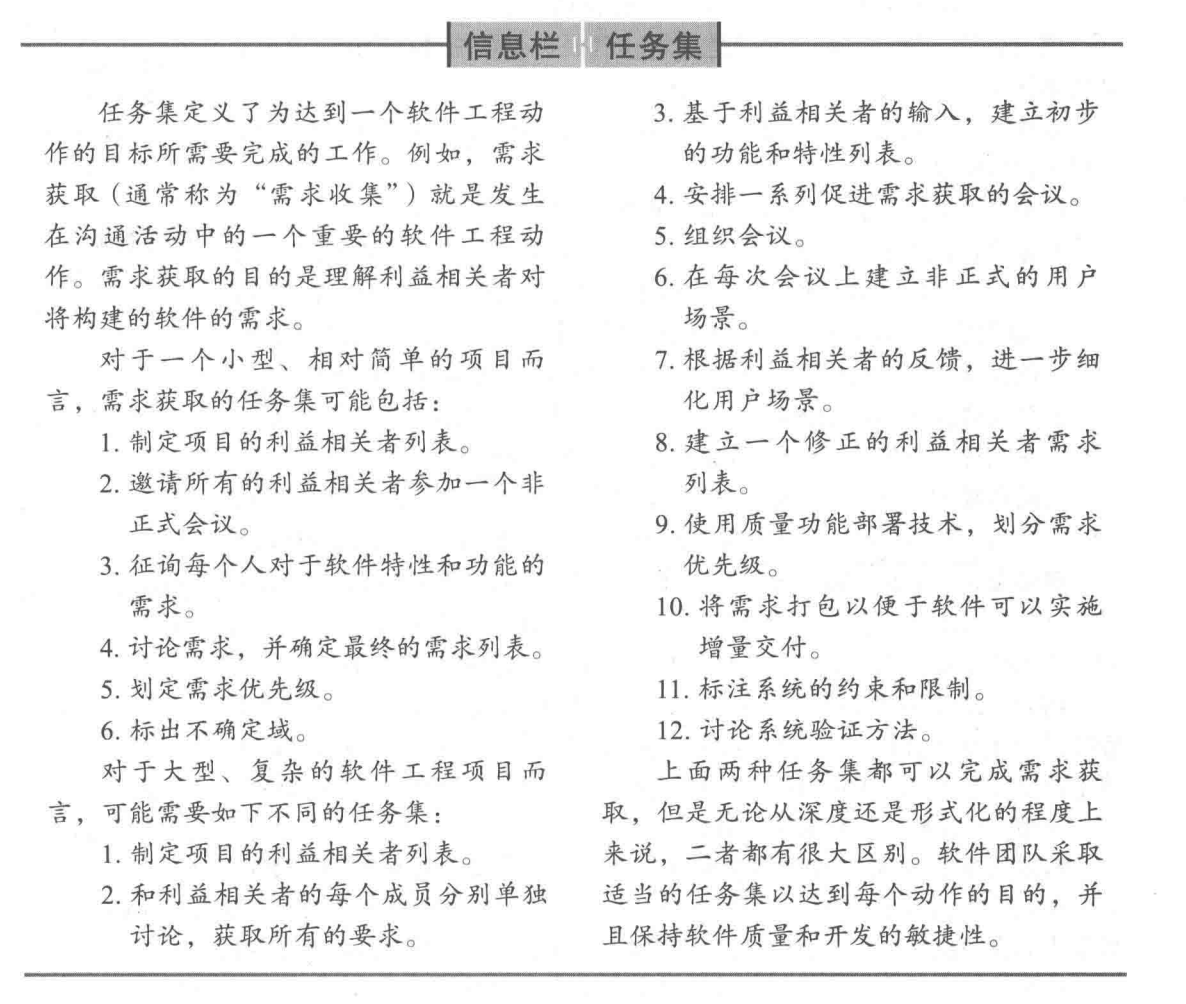 信息栏 任务集
任务集定义了为达到一个软件工程动
作的目标所需要完成的工作。例如，需求
获取（通常称为“需求收集”）就是发生
在沟通活动中的一个重要的软件工程动
作。需求获取的目的是理解利益相关者对
将构建的软件的需求。
对于一个小型、相对简单的项目而
言，需求获取的任务集可能包括：
1. 制定项目的利益相关者列表。
2. 邀请所有的利益相关者参加一个非
正式会议。
3. 征询每个人对于软件特性和功能的
需求。
4. 讨论需求，并确定最终的需求列表。
5. 划定需求优先级。
6. 标出不确定域。
对于大型、复杂的软件工程项目而
言，可能需要如下不同的任务集：
1. 制定项目的利益相关者列表。
2. 和利益相关者的每个成员分别单独
讨论，获取所有的要求。
3. 基于利益相关者的输入，建立初步
的功能和特性列表。
4. 安排一系列促进需求获取的会议。
5. 组织会议。
6. 在每次会议上建立非正式的用户
场景。
7. 根据利益相关者的反馈，进一步细
化用户场景。
8. 建立一个修正的利益相关者需求
列表。
9. 使用质量功能部署技术，划分需求
优先级。
10. 将需求打包以便于软件可以实施
增量交付。
11. 标注系统的约束和限制。
12. 讨论系统验证方法。
上面两种任务集都可以完成需求获
取，但是无论从深度还是形式化的程度上
来说，二者都有很大区别。软件团队采取
适当的任务集以达到每个动作的目的，并
且保持软件质量和开发的敏捷性。